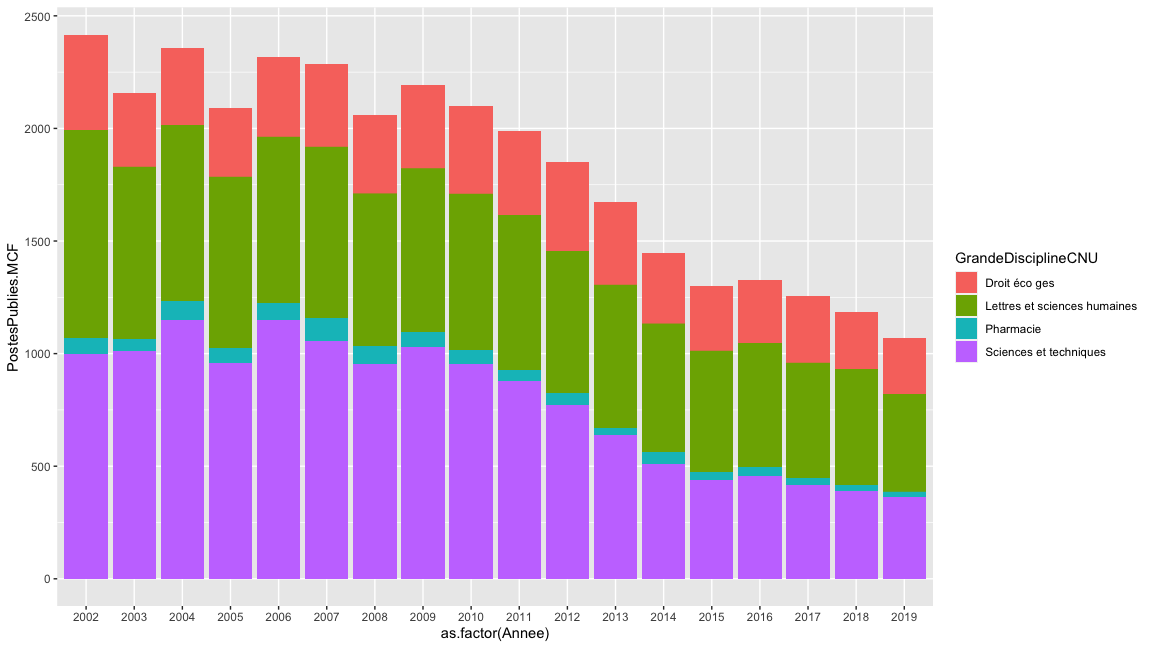 PostesPublies.MCF
2500
2000
1500
1000
500
0
2002 2003 2004 2005 2006 2007 2008 2009 2010 2011 2012 2013 2014 2015 2016 2017 2018 2019
as.factor(Annee)
GrandeDisciplineCNU
Droit éco ges
Lettres et sciences humaines
Pharmacie
Sciences et techniques